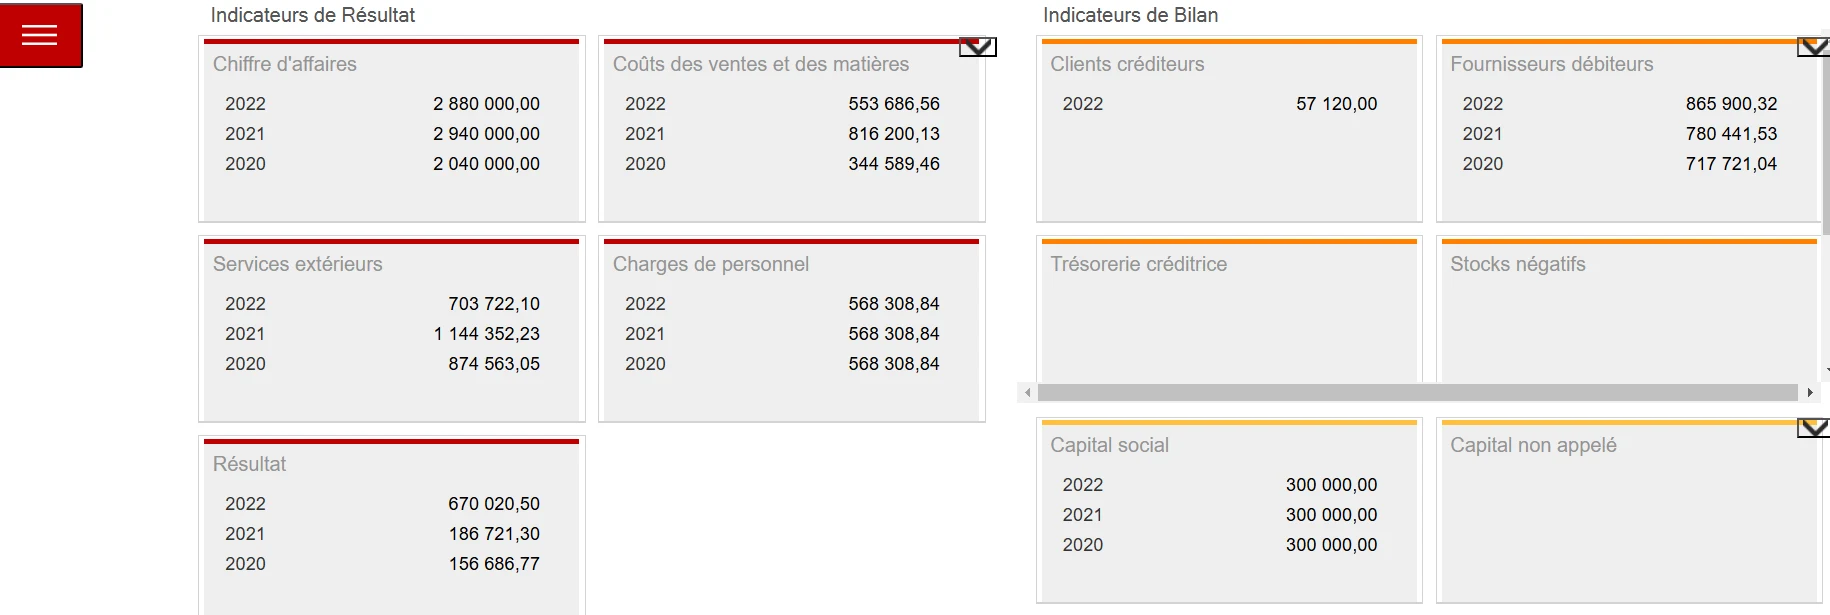 Indicateurs de Résultat
Chiffre d'affaires
2022 2 880 000,00
2021 2 940 000,00
2020 2 040 000,00
Coûts des ventes et des matières
2022 553 686,56
2021 816 200,13
2020 344 589,46
Services extérieurs
2022 703 722,10
2021 1 144 352,23
2020 874 563,05
Charges de personnel
2022 568 308,84
2021 568 308,84
2020 568 308,84
Résultat
2022 670 020,50
2021 186 721,30
2020 156 686,77
Indicateurs de Bilan
Clients créditeurs
2022 57 120,00
Fournisseurs débiteurs
2022 865 900,32
2021 780 441,53
2020 717 721,04
Trésorerie créditrice
Stocks négatifs
Capital social
2022 300 000,00
2021 300 000,00
2020 300 000,00
Capital non appelé